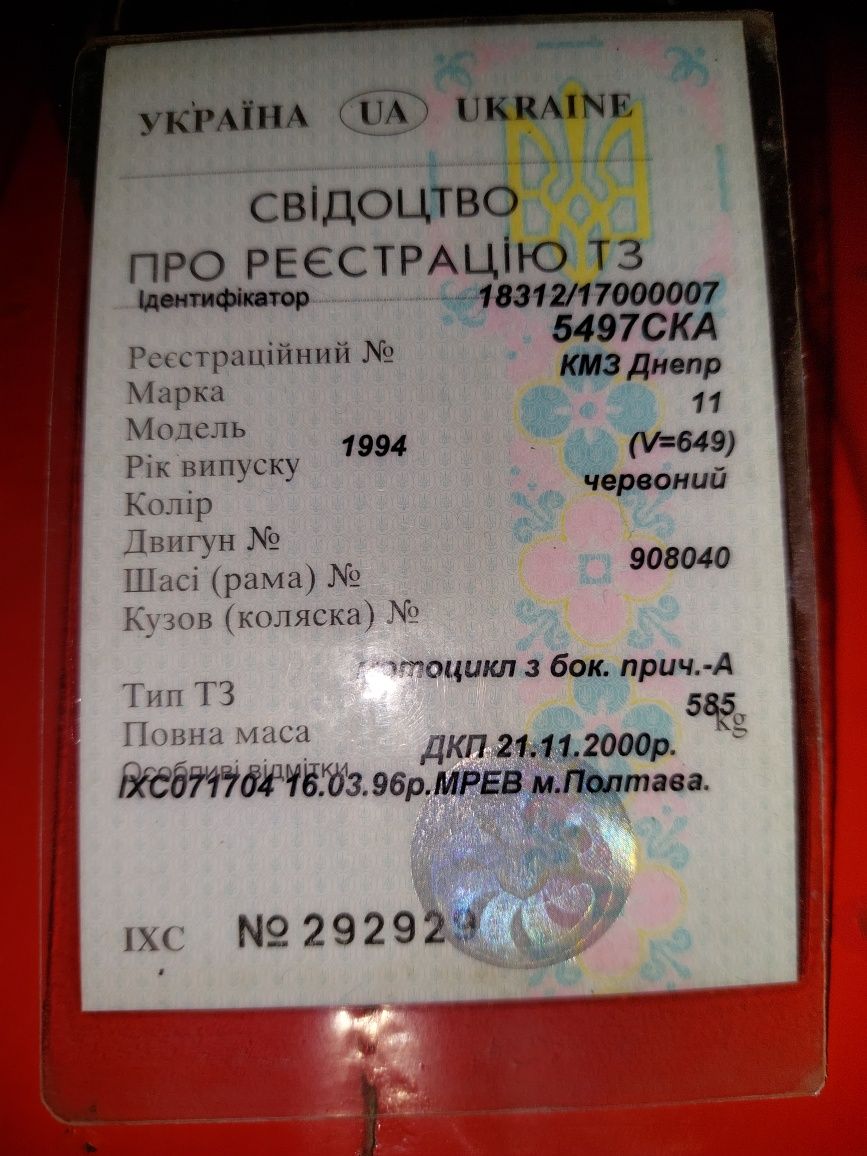 УКРАЇНА UA UKRAINE
СВІДОЦТВО
ПРО РЕЄСТРАЦІЮ ТЗ
Ідентифікатор 18312/17000007
Реєстраційний № 5497СКА
Марка КМЗ Днепр
Модель 11
Рік випуску 1994 (V=649)
Колір червоний
Двигун №
Шасі (рама) № 908040
Кузов (коляска) №
Тип ТЗ мотоцикл з бок. прич.-А
Повна маса 585 kg
Особливі відмітки ДКП 21.11.2000р.
ІХС071704 16.03.96р.МРЕВ м.Полтава.
ІХС № 292929